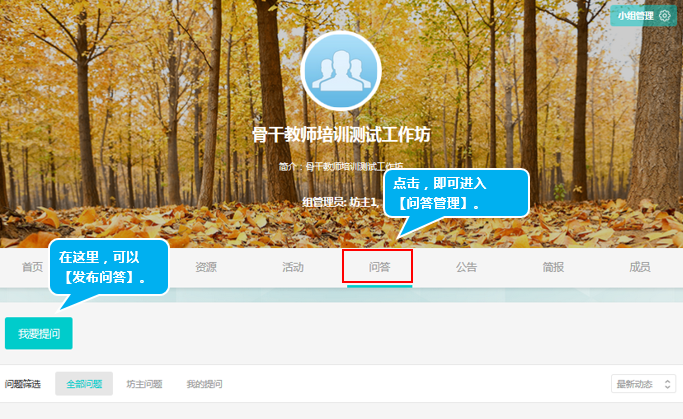 小组管理
骨干教师培训测试工作坊
简介：骨干教师培训测试工作坊
组管理员: 坊主1
点击，即可进入
【问答管理】。
在这里，可以
【发布问答】。
首页
资源
活动
问答
公告
简报
成员
我要提问
问题筛选 全部问题 坊主问题 我的提问 最新动态